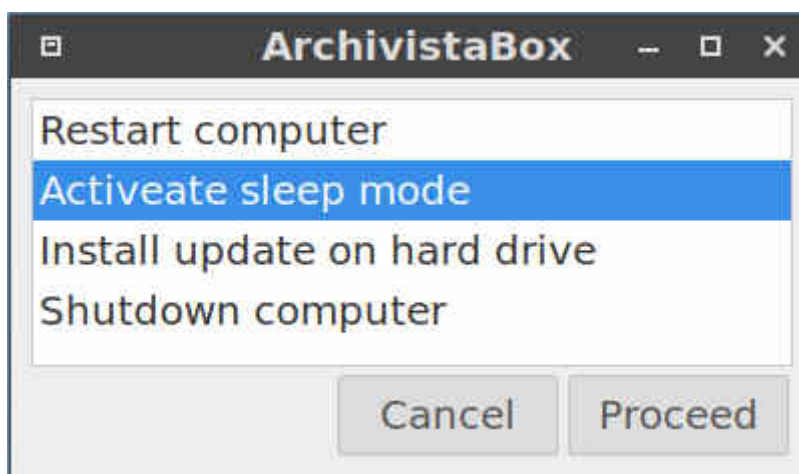 ArchivistaBox
Restart computer
Activeate sleep mode
Install update on hard drive
Shutdown computer
Cancel Proceed